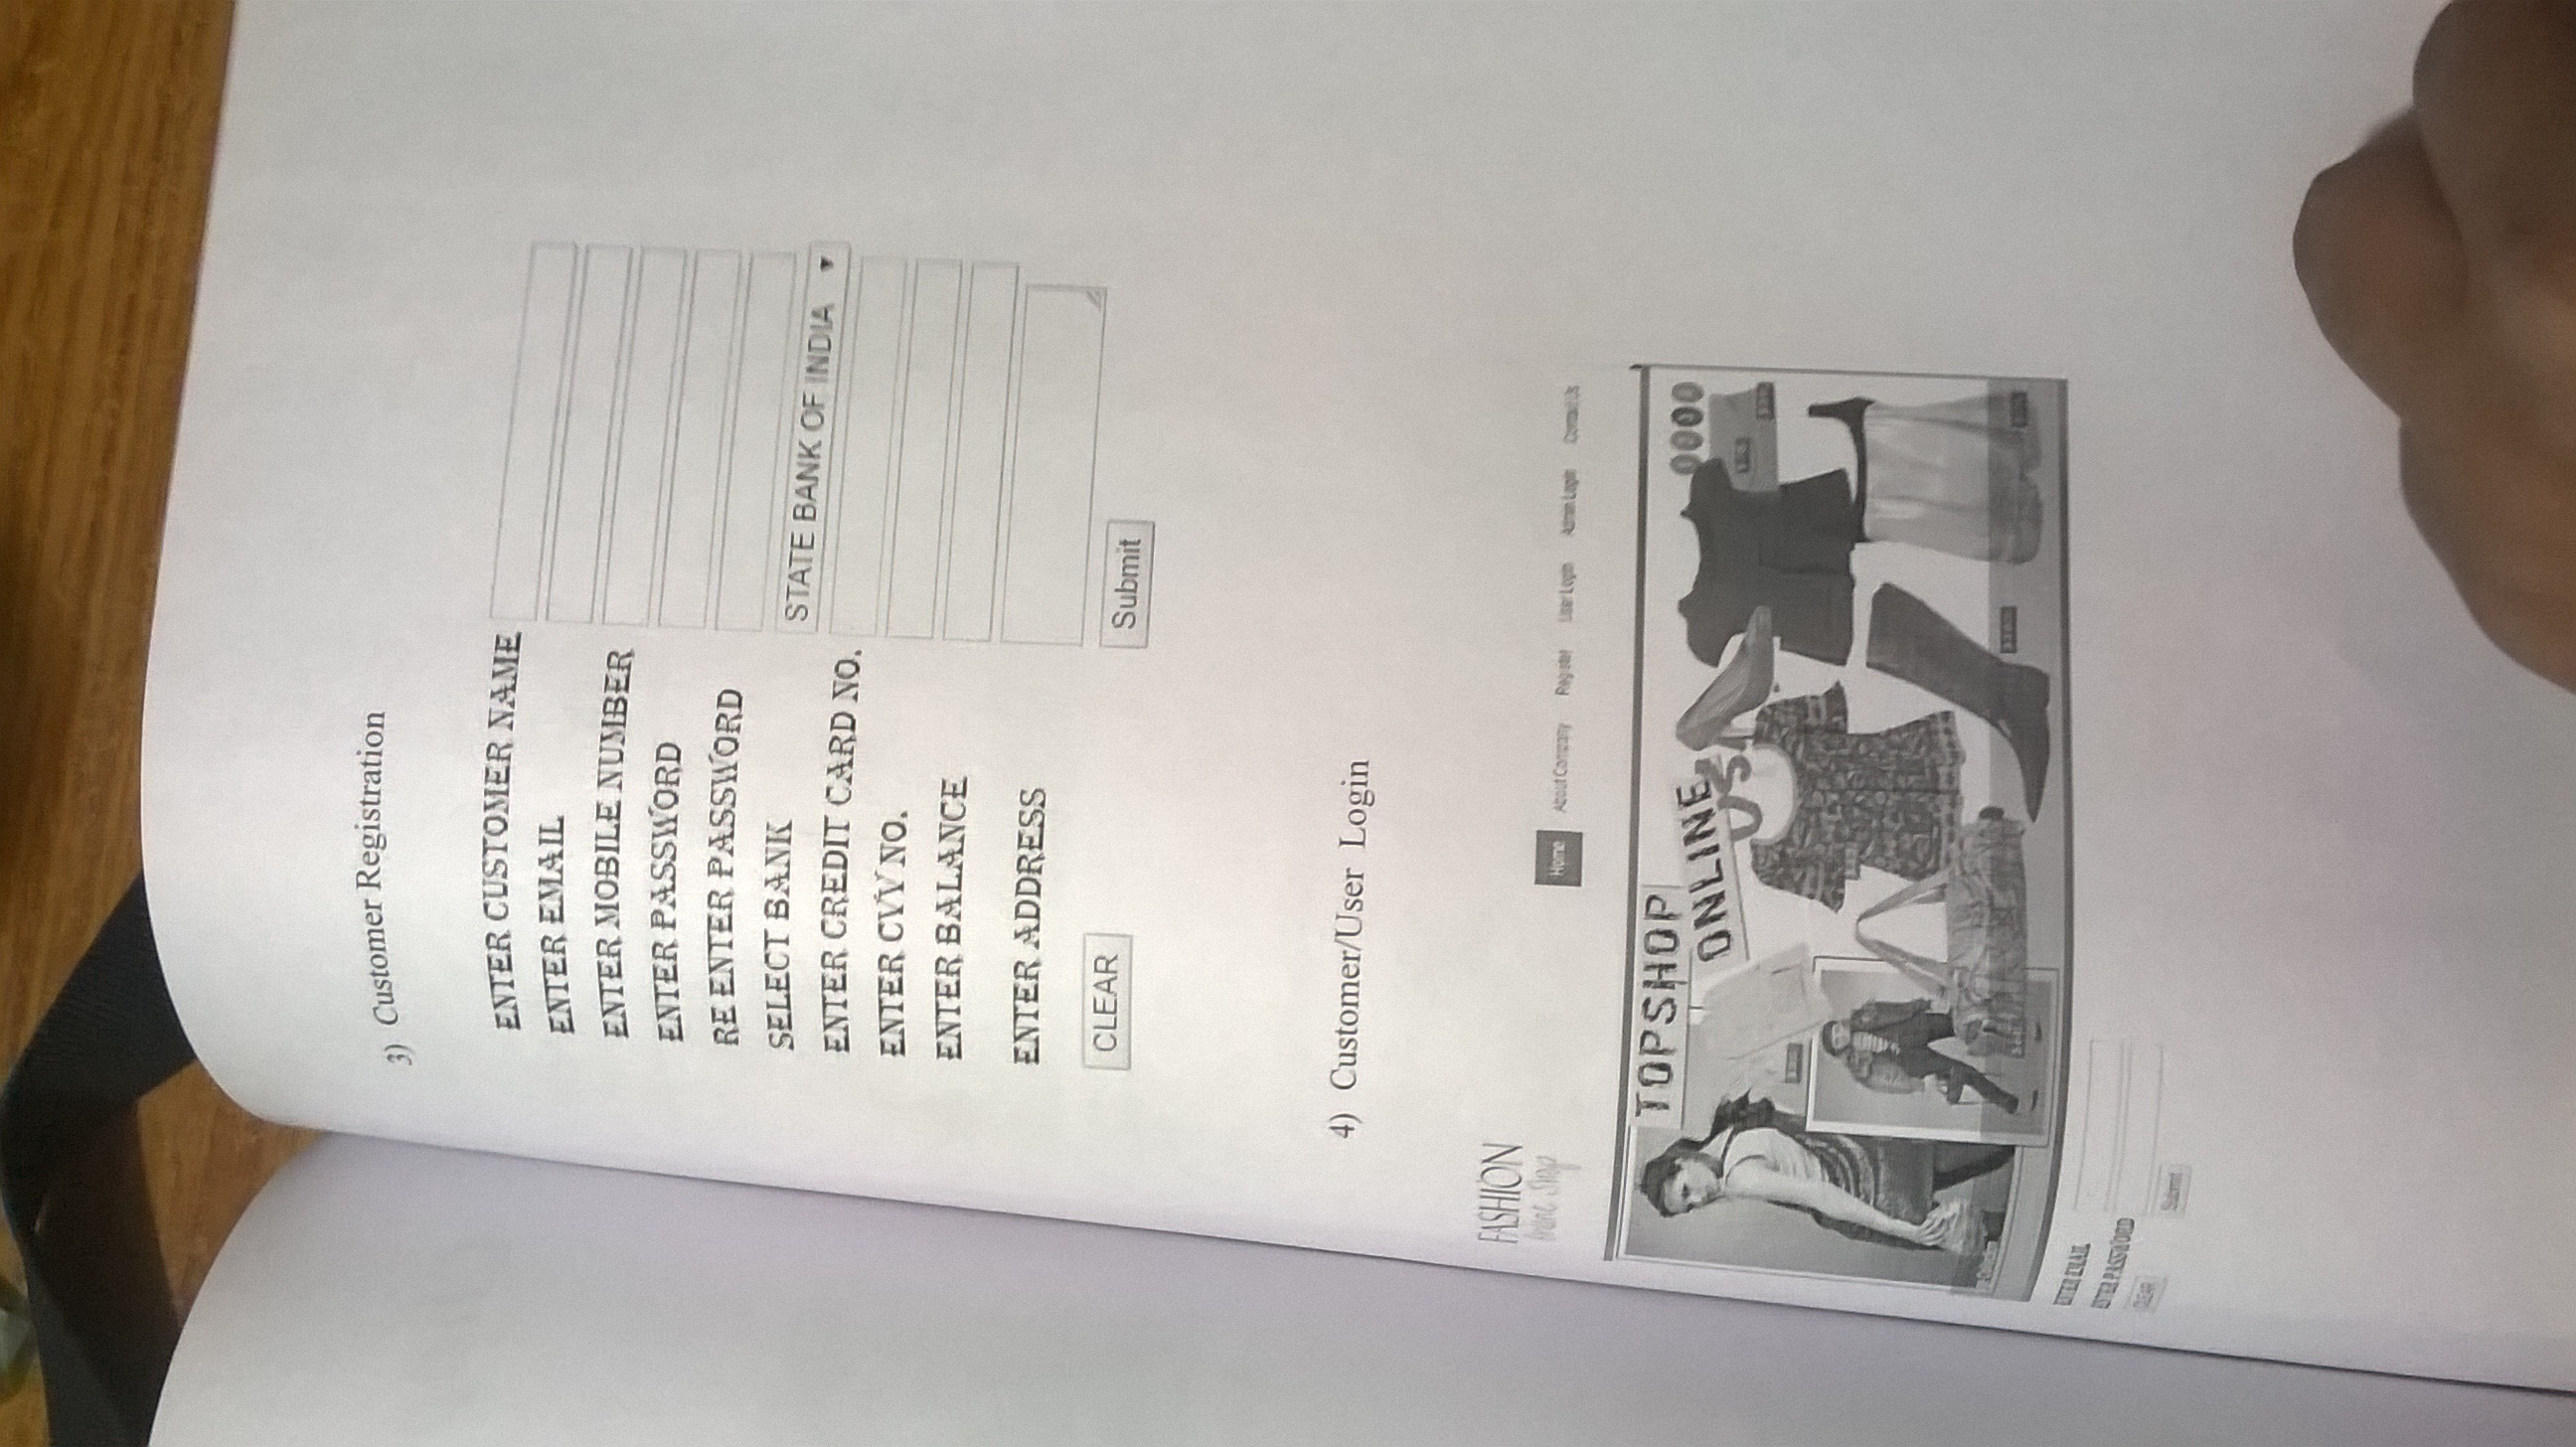 3) Customer Registration
ENTER CUSTOMER NAME
ENTER EMAIL
ENTER MOBILE NUMBER
ENTER PASSWORD
RE ENTER PASSWORD
SELECT BANK STATE BANK OF INDIA
ENTER CREDIT CARD NO.
ENTER CVV NO.
ENTER BALANCE
ENTER ADDRESS
CLEAR Submit
4) Customer/User Login
FASHION
Home About Company Register User Login Admin Login Contact Us
TOPSHOP
ONLINE
ENTER EMAIL
ENTER PASSWORD
CLEAR Submit